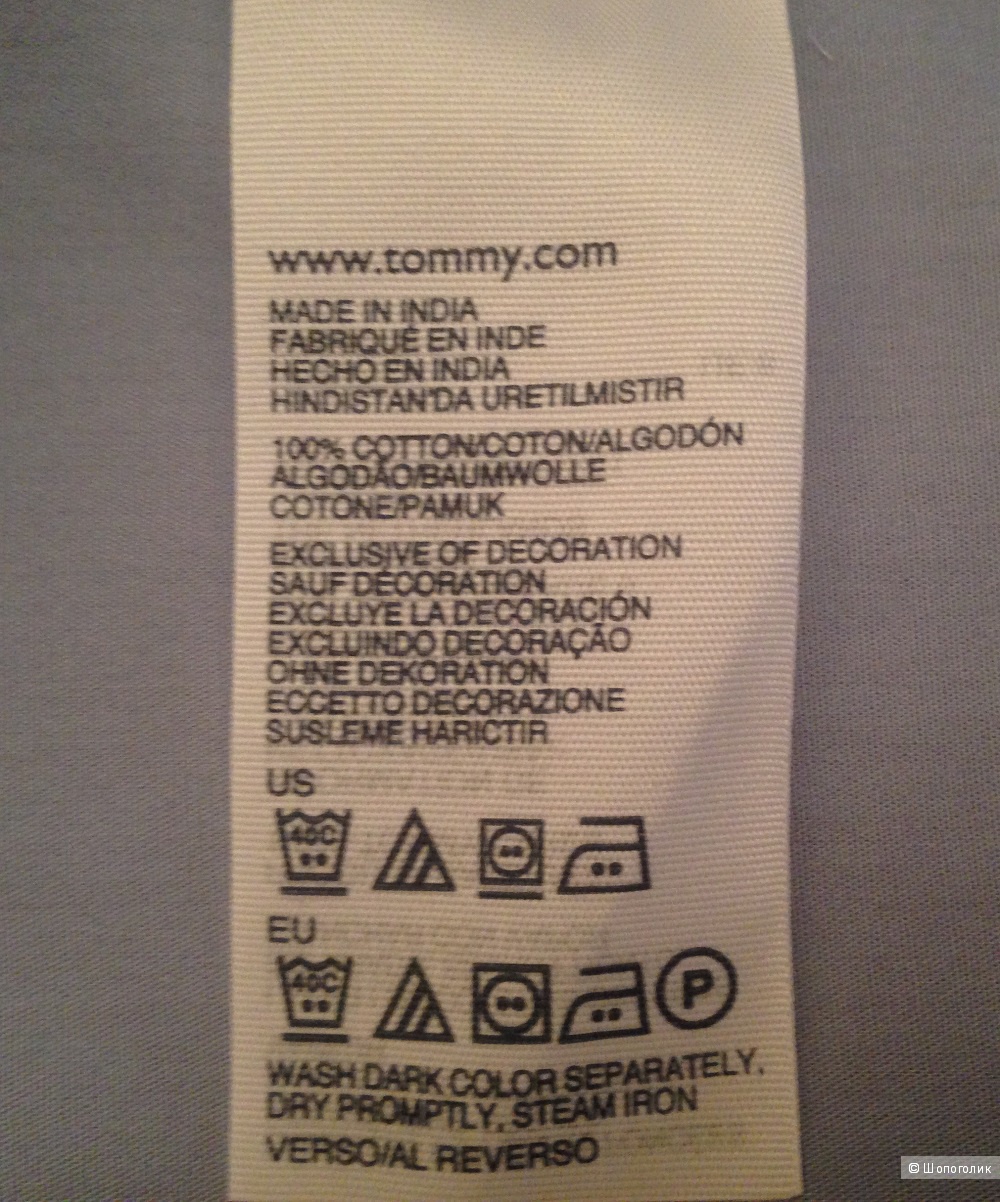 www.tommy.com
MADE IN INDIA
FABRIQUÉ EN INDE
HECHO EN INDIA
HINDISTAN'DA URETILMISTIR
100% COTTON/COTON/ALGODÓN
ALGODÃO/BAUMWOLLE
COTONE/PAMUK
EXCLUSIVE OF DECORATION
SAUF DÉCORATION
EXCLUYE LA DECORACIÓN
EXCLUINDO DECORAÇÃO
OHNE DEKORATION
ECCETTO DECORAZIONE
SUSLEME HARICTIR
US
40C
EU
40C P
WASH DARK COLOR SEPARATELY,
DRY PROMPTLY, STEAM IRON
VERSO/AL REVERSO
© Шопоголик